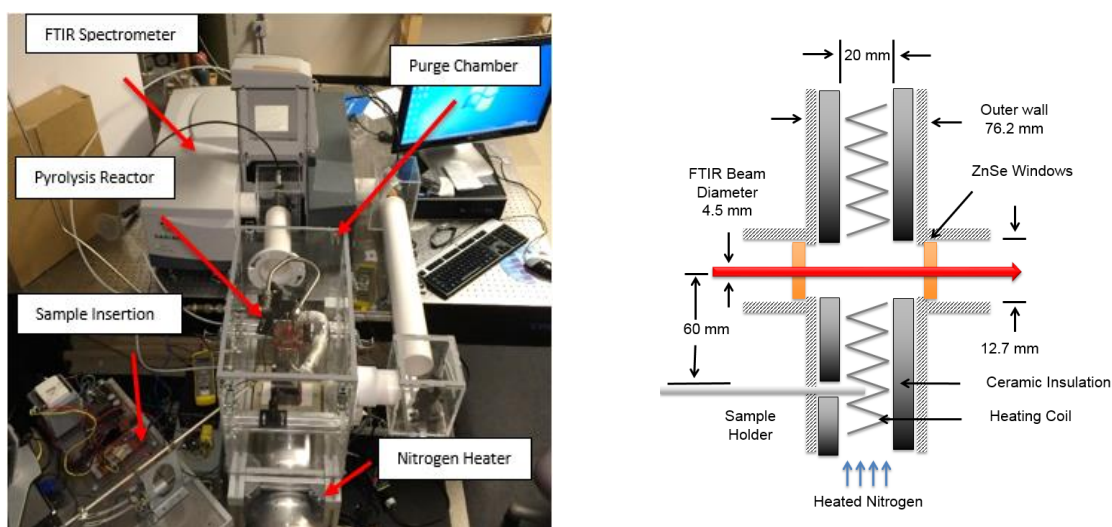 FTIR Spectrometer
Purge Chamber
Pyrolysis Reactor
Sample Insertion
Nitrogen Heater
20 mm
Outer wall
76.2 mm
FTIR Beam
Diameter
4.5 mm
ZnSe Windows
60 mm
12.7 mm
Ceramic Insulation
Sample
Holder
Heating Coil
Heated Nitrogen